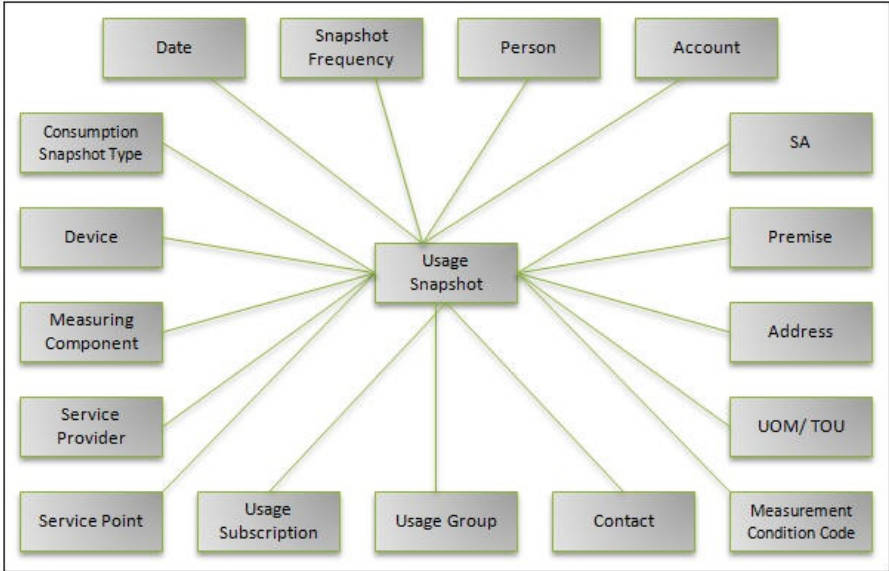 Date
Snapshot
Frequency
Person
Account
Consumption
Snapshot Type
SA
Device
Premise
Usage
Snapshot
Measuring
Component
Address
Service
Provider
UOM/ TOU
Service Point
Usage
Subscription
Usage Group
Contact
Measurement
Condition Code